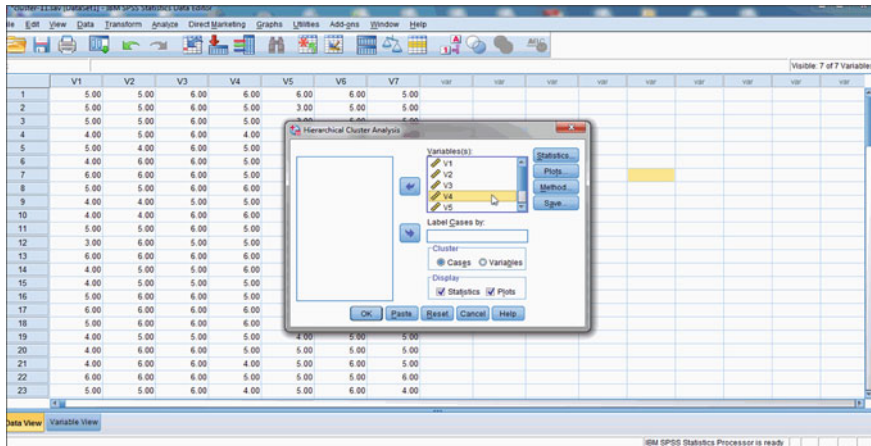 *cluster-11.sav [DataSet1] - IBM SPSS Statistics Data Editor
Edit View Data Transform Analyze Direct Marketing Graphs Utilities Add-ons Window Help
Visible: 7 of 7 Variables
V1 V2 V3 V4 V5 V6 V7 var var var var var var var var
1 5.00 5.00 6.00 6.00 6.00 6.00 5.00
2 5.00 5.00 6.00 5.00 3.00 5.00 5.00
3 5.00 5.00 6.00 5.00
4 4.00 5.00 6.00 4.00
5 5.00 4.00 6.00 5.00
6 4.00 6.00 6.00 5.00
7 6.00 6.00 6.00 6.00
8 5.00 5.00 6.00 6.00
9 4.00 4.00 5.00 5.00
10 4.00 4.00 6.00 6.00
11 5.00 5.00 5.00 5.00
12 3.00 6.00 5.00 5.00
13 6.00 6.00 6.00 6.00
14 4.00 5.00 5.00 6.00
15 4.00 5.00 5.00 5.00
16 5.00 6.00 6.00 5.00
17 6.00 6.00 6.00 6.00
18 5.00 6.00 6.00 6.00
19 4.00 5.00 5.00 5.00 4.00 5.00 5.00
20 4.00 6.00 6.00 5.00 5.00 5.00 5.00
21 4.00 6.00 6.00 4.00 5.00 6.00 5.00
22 6.00 6.00 5.00 5.00 5.00 5.00 6.00
23 5.00 5.00 6.00 4.00 5.00 6.00 4.00
Hierarchical Cluster Analysis
Variables(s):
V1
V2
V3
V4
V5
Statistics...
Plots...
Method...
Save...
Label Cases by:
Cluster
Cases Variables
Display
Statistics Plots
OK Paste Reset Cancel Help
Data View Variable View
IBM SPSS Statistics Processor is ready